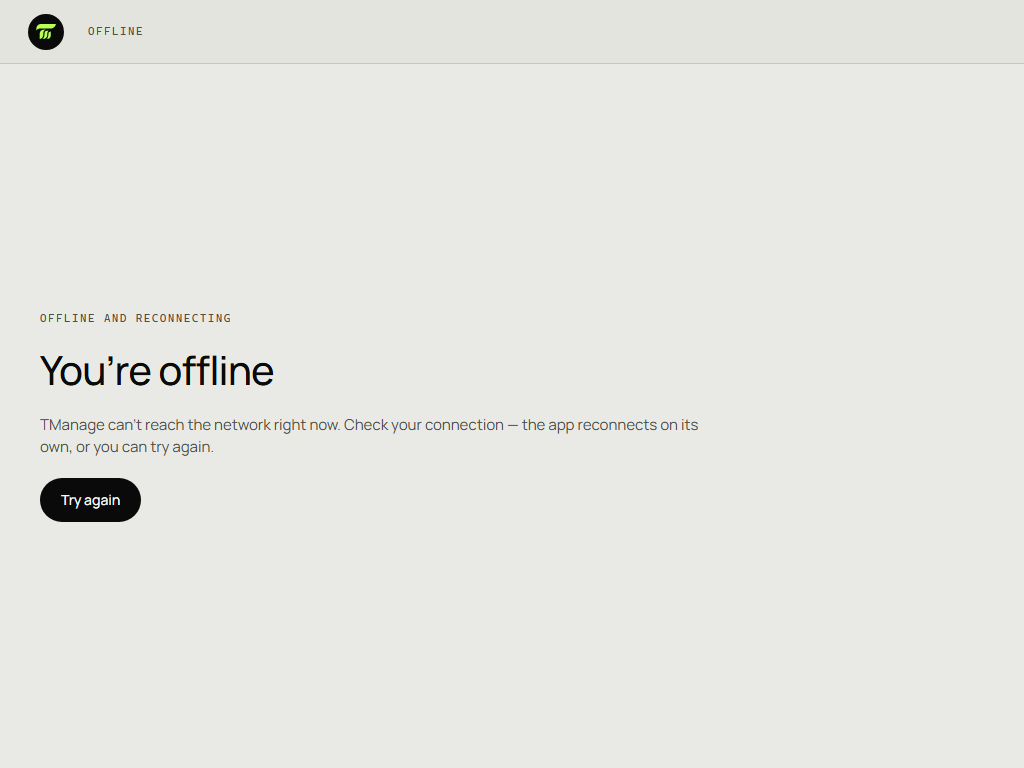 OFFLINE
OFFLINE AND RECONNECTING
You’re offline
TManage can’t reach the network right now. Check your connection — the app reconnects on its
own, or you can try again.
Try again